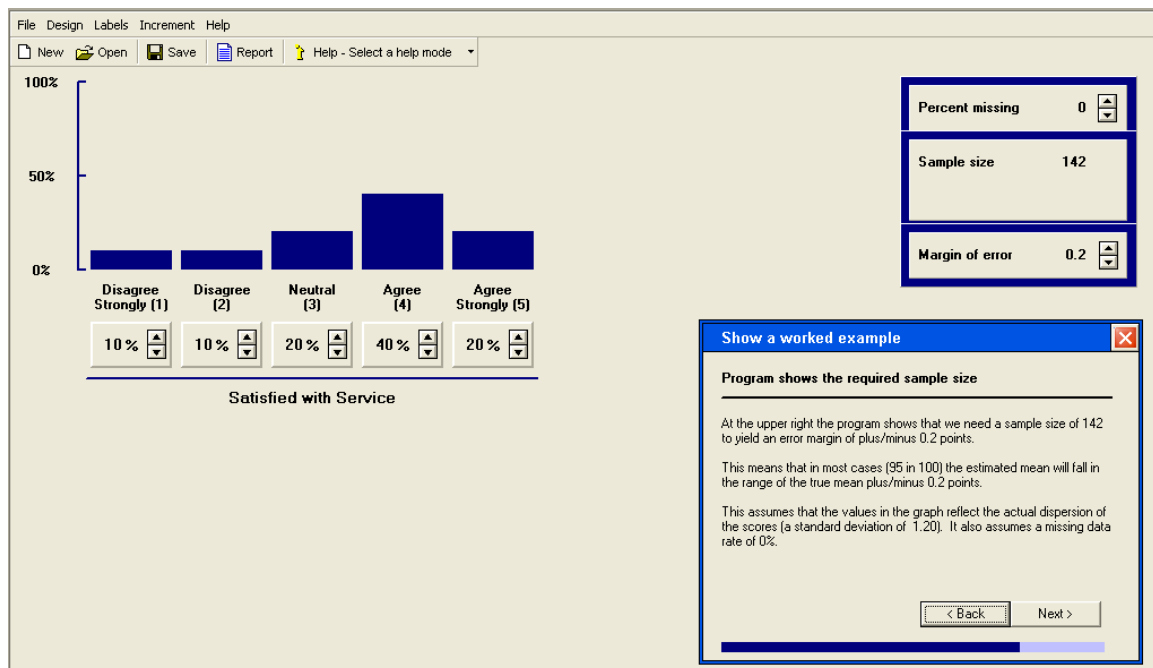 File Design Labels Increment Help
New Open Save Report Help - Select a help mode
100%
50%
0%
Disagree Strongly (1)
Disagree (2)
Neutral (3)
Agree (4)
Agree Strongly (5)
10 % 10 % 20 % 40 % 20 %
Satisfied with Service
Percent missing 0
Sample size 142
Margin of error 0.2
Show a worked example
Program shows the required sample size
At the upper right the program shows that we need a sample size of 142
to yield an error margin of plus/minus 0.2 points.
This means that in most cases (95 in 100) the estimated mean will fall in
the range of the true mean plus/minus 0.2 points.
This assumes that the values in the graph reflect the actual dispersion of
the scores (a standard deviation of 1.20). It also assumes a missing data
rate of 0%.
< Back Next >